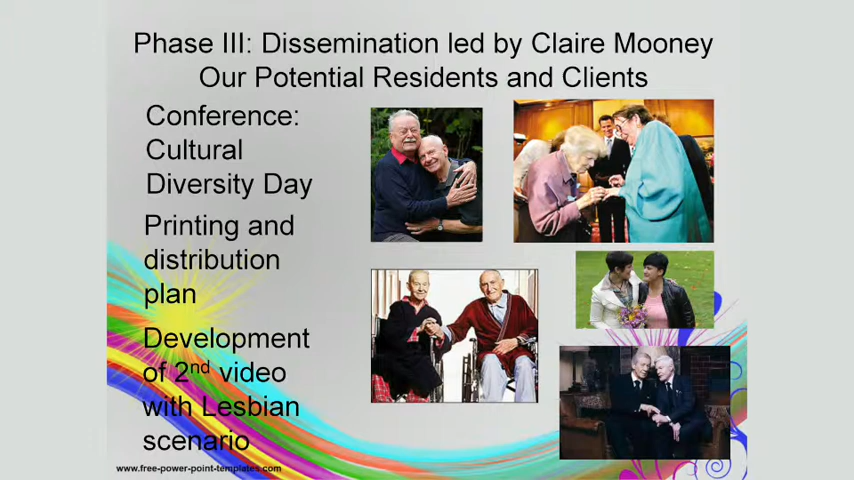 Phase III: Dissemination led by Claire Mooney
Our Potential Residents and Clients
Conference:
Cultural
Diversity Day
Printing and
distribution
plan
Development
of 2nd video
with Lesbian
scenario
www.free-power-point-templates.com